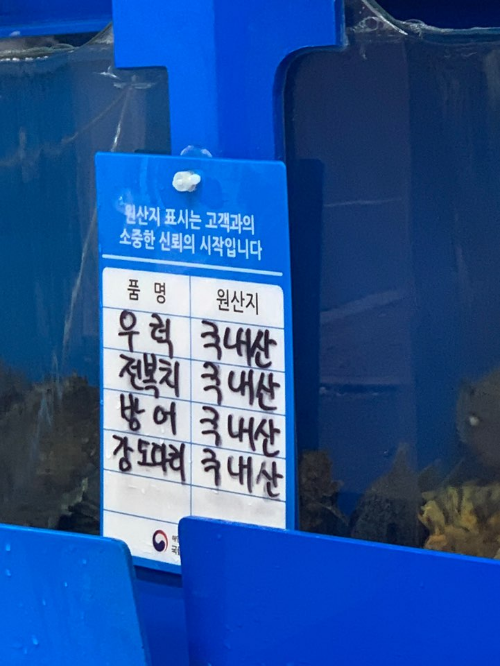 원산지 표시는 고객과의
소중한 신뢰의 시작입니다
품 명 원산지
우 럭 국내산
전복치 국내산
방 어 국내산
감도다리 국내산